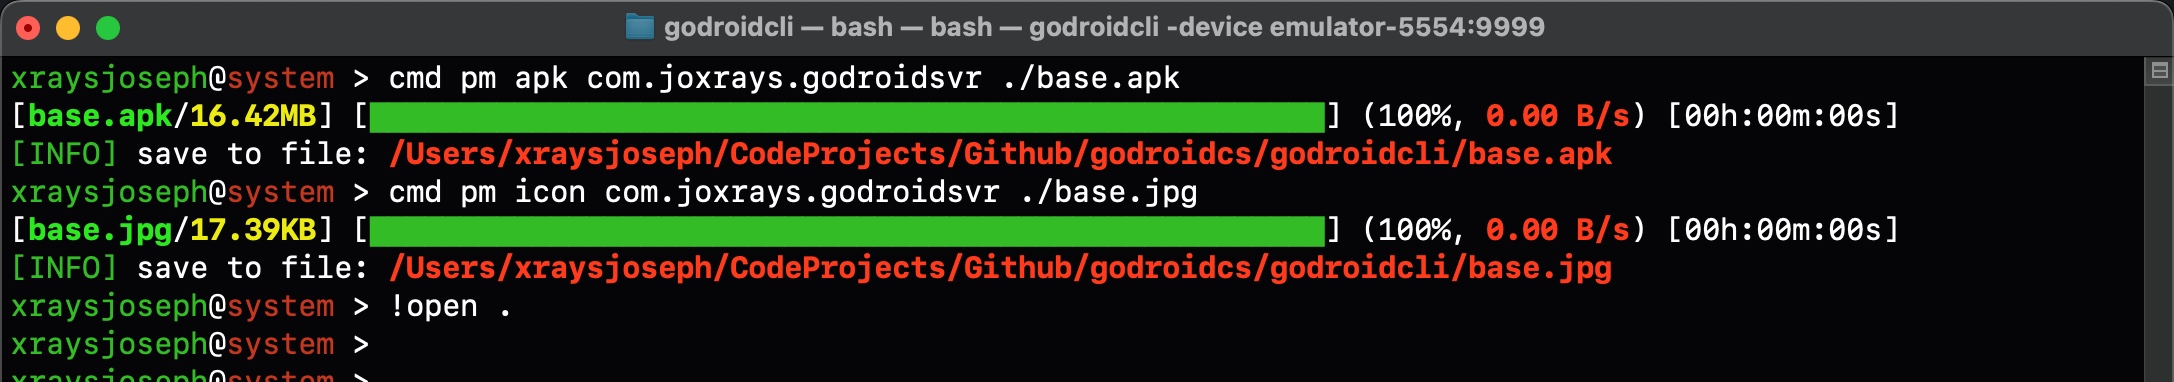 godroidcli — bash — bash — godroidcli -device emulator-5554:9999
xraysjoseph@system > cmd pm apk com.joxrays.godroidsvr ./base.apk
[base.apk/16.42MB] [] (100%, 0.00 B/s) [00h:00m:00s]
[INFO] save to file: /Users/xraysjoseph/CodeProjects/Github/godroidcs/godroidcli/base.apk
xraysjoseph@system > cmd pm icon com.joxrays.godroidsvr ./base.jpg
[base.jpg/17.39KB] [] (100%, 0.00 B/s) [00h:00m:00s]
[INFO] save to file: /Users/xraysjoseph/CodeProjects/Github/godroidcs/godroidcli/base.jpg
xraysjoseph@system > !open .
xraysjoseph@system >
xraysjoseph@system >